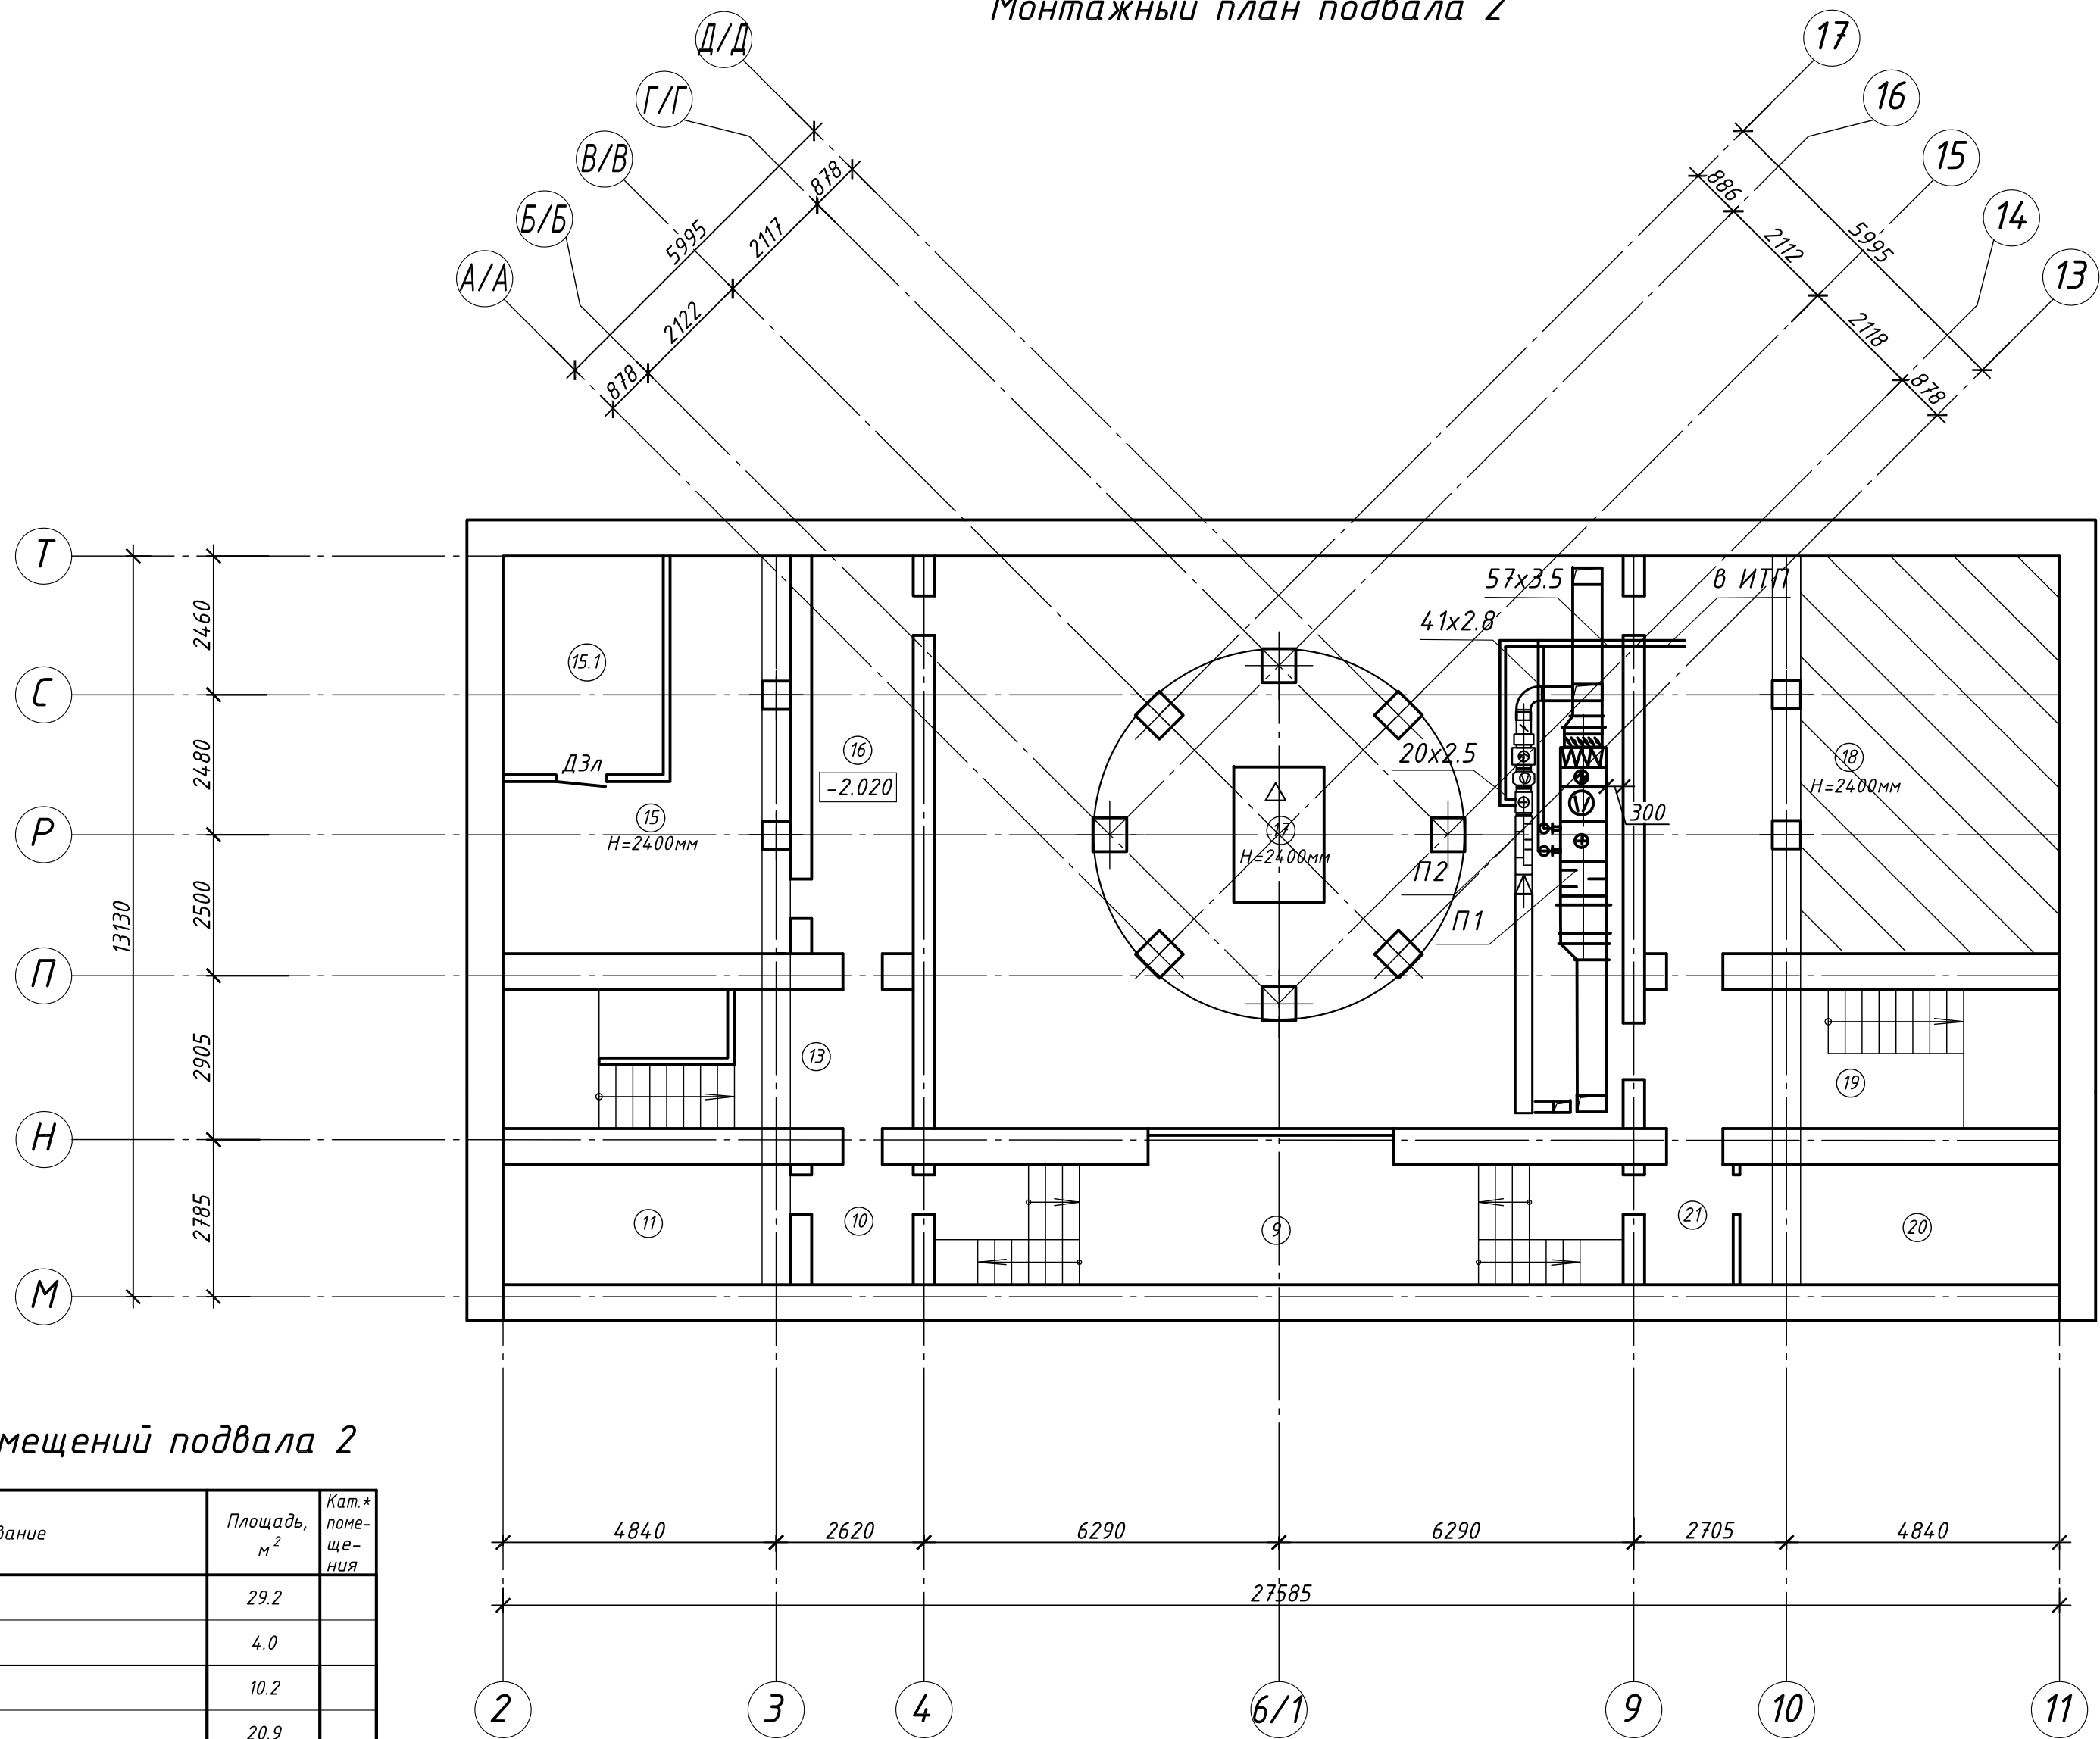 Монтажный план подвала 2
Д/Д
17
Г/Г
16
В/В
15
Б/Б
14
А/А
13
878
886
5995
2117
2112
5995
2122
2118
878
878
Т
С
Р
П
Н
М
2460
2480
2500
2905
2785
13130
57х3.5
в ИТП
41х2.8
15.1
20х2.5
16
-2.020
18
Н=2400мм
ДЗл
15
Н=2400мм
17
Н=2400мм
300
П2
П1
13
19
11
10
9
21
20
мещений подвала 2
вание
Площадь,
м2
Кат.*
поме-
ще-
ния
29.2
4.0
10.2
20.9
4840
2620
6290
6290
2705
4840
27585
2
3
4
6/1
9
10
11